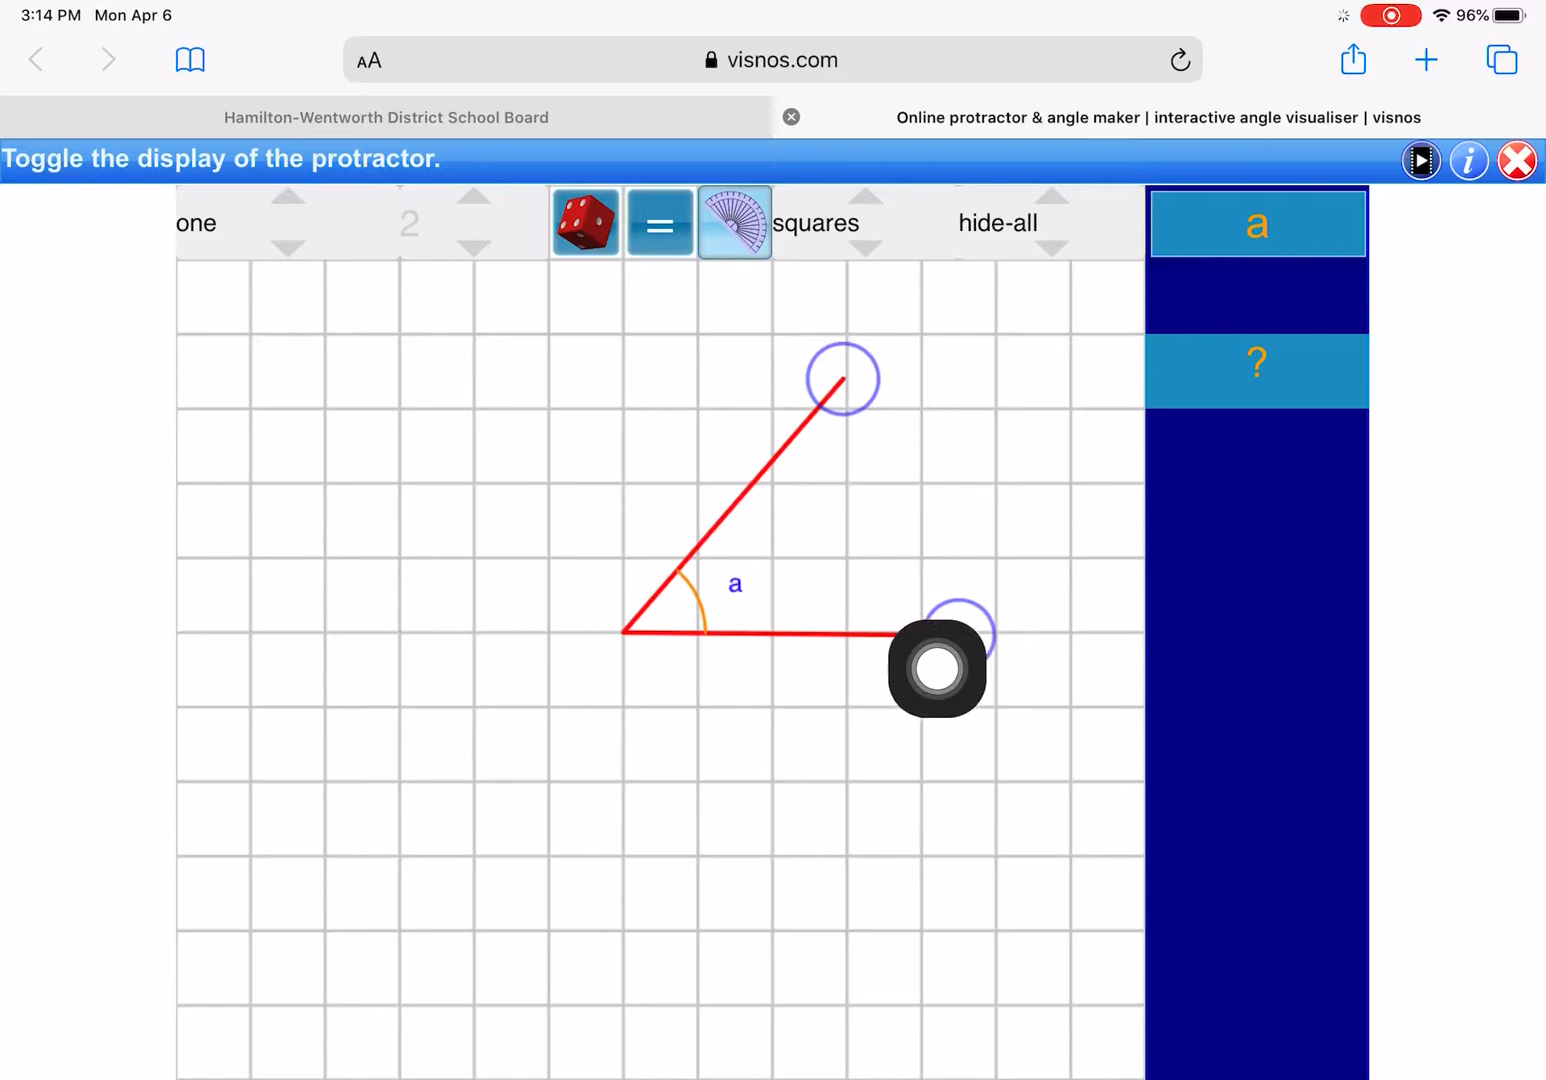 3:14 PM Mon Apr 6
96%
AA
visnos.com
Hamilton-Wentworth District School Board
Online protractor & angle maker | interactive angle visualiser | visnos
Toggle the display of the protractor.
i
one
2
=
squares
hide-all
a
?
a